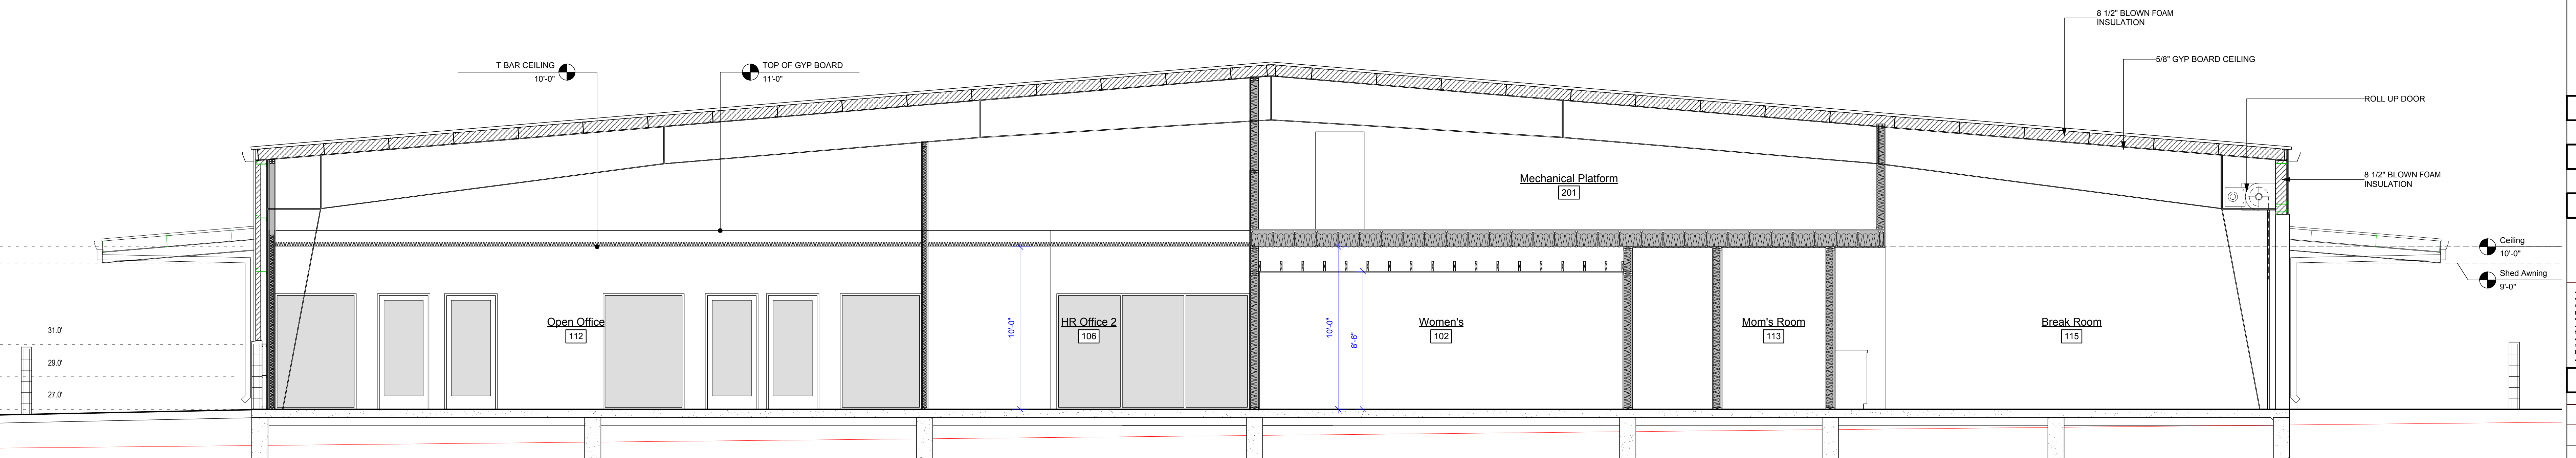 8 1/2" BLOWN FOAM
INSULATION
T-BAR CEILING
10'-0"
TOP OF GYP BOARD
11'-0"
5/8" GYP BOARD CEILING
ROLL UP DOOR
8 1/2" BLOWN FOAM
INSULATION
Mechanical Platform
201
Ceiling
10'-0"
Shed Awning
9'-0"
31.0'
29.0'
27.0'
Open Office
112
10'-0"
HR Office 2
106
10'-0"
8'-6"
Women's
102
Mom's Room
113
Break Room
115